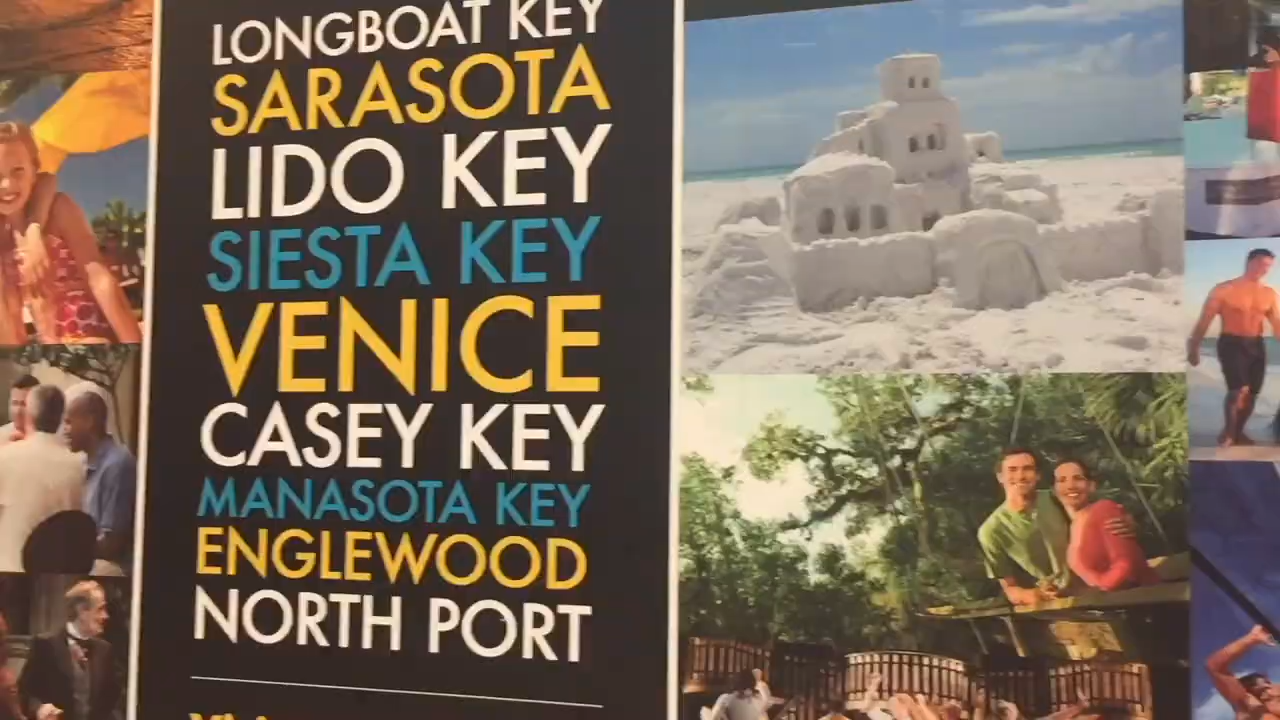 LONGBOAT KEY
SARASOTA
LIDO KEY
SIESTA KEY
VENICE
CASEY KEY
MANASOTA KEY
ENGLEWOOD
NORTH PORT